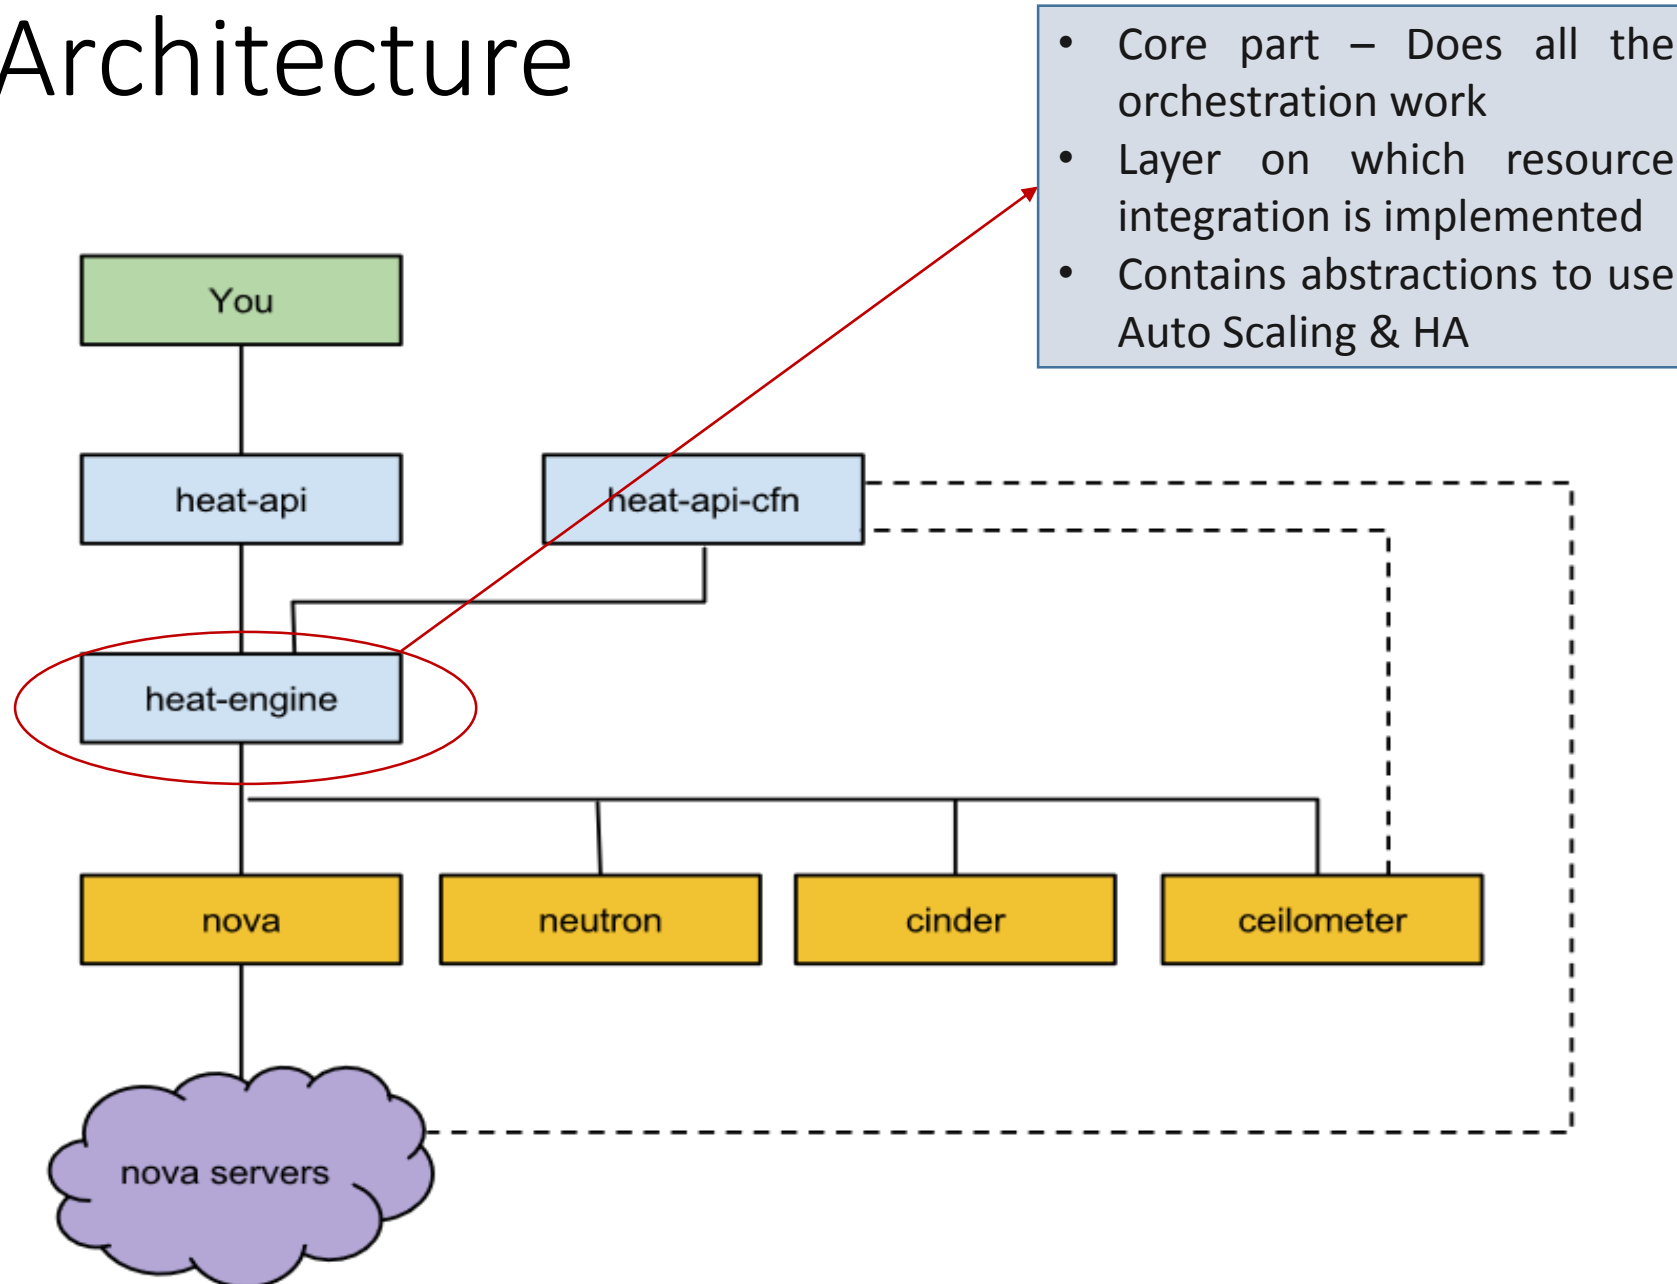 Architecture
• Core part – Does all the
orchestration work
• Layer on which resource
integration is implemented
• Contains abstractions to use
Auto Scaling & HA
You
heat-api
heat-api-cfn
heat-engine
nova
neutron
cinder
ceilometer
nova servers